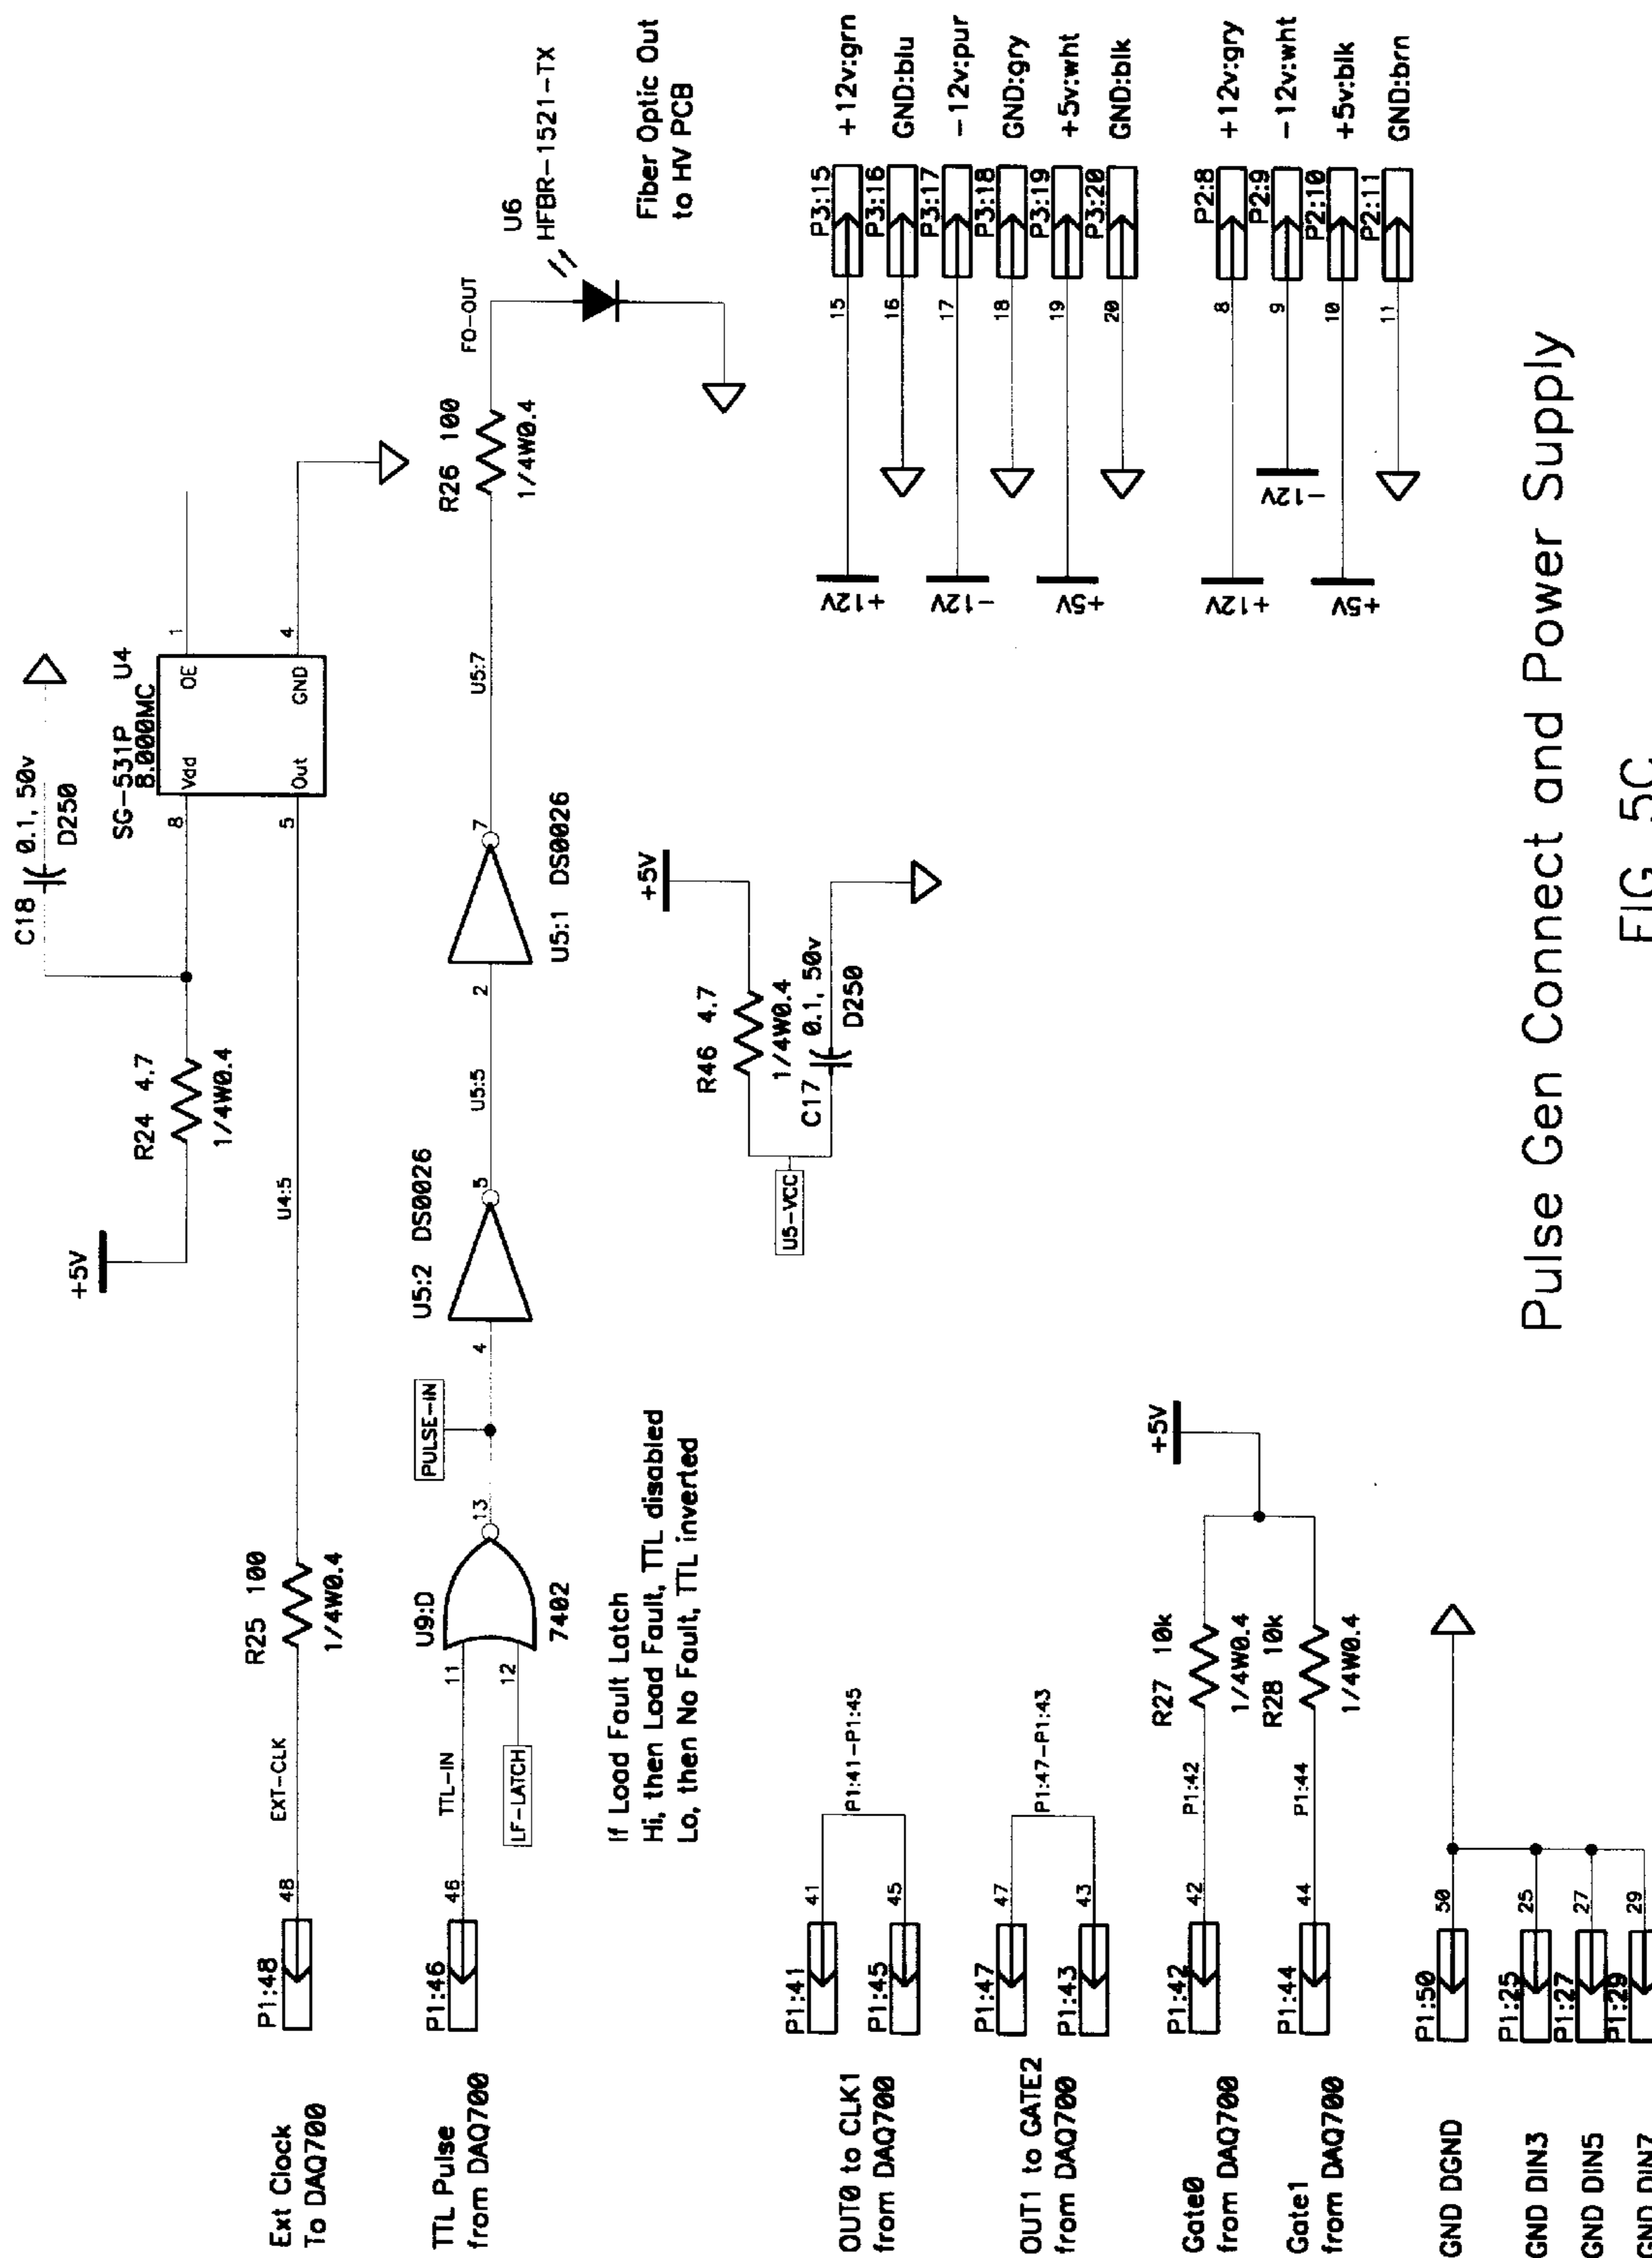 C18
0.1, 50v
D250
+5V
R24 4.7
1/4W0.4
SG-531P
8.000MC
U4
8
Vdd
OE
1
5
Out
GND
4
Ext Clock
To DAQ700
P1:48
48
EXT-CLK
R25 100
1/4W0.4
U4:5
TTL Pulse
from DAQ700
P1:46
46
TTL-IN
11
12
LF-LATCH
U9:D
7402
13
PULSE-IN
4
U5:2 DS0026
5
U5:5
2
U5:1 DS0026
7
U5:7
R26 100
1/4W0.4
FO-OUT
U6
HFBR-1521-TX
Fiber Optic Out
to HV PCB
If Load Fault Latch
Hi, then Load Fault, TTL disabled
Lo, then No Fault, TTL inverted
+5V
R46 4.7
1/4W0.4
C17
0.1, 50v
D250
U5-VCC
OUT0 to CLK1
from DAQ700
P1:41
41
P1:45
45
P1:41-P1:45
OUT1 to GATE2
from DAQ700
P1:47
47
P1:43
43
P1:47-P1:43
Gate0
from DAQ700
P1:42
42
P1:42
R27 10k
1/4W0.4
+5V
Gate1
from DAQ700
P1:44
44
P1:44
R28 10k
1/4W0.4
GND DGND
P1:50
50
GND DIN3
P1:25
25
GND DIN5
P1:27
27
GND DIN7
P1:29
29
+12V
15
P3:15
+12v:grn
16
P3:16
GND:blu
-12V
17
P3:17
-12v:pur
18
P3:18
GND:gry
+5V
19
P3:19
+5v:wht
20
P3:20
GND:blk
+12V
8
P2:8
+12v:gry
-12V
9
P2:9
-12v:wht
+5V
10
P2:10
+5v:blk
11
P2:11
GND:brn
Pulse Gen Connect and Power Supply
FIG. 5C